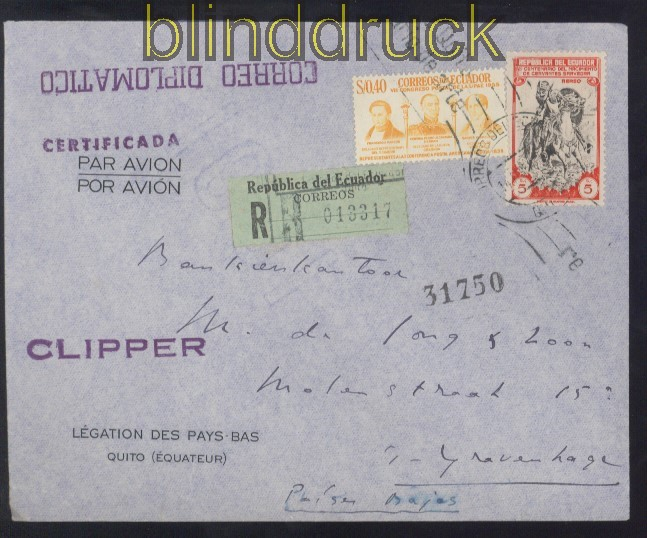 blinddruck
CORREO DIPLOMATICO
CERTIFICADA
PAR AVION
POR AVIÓN
S/0,40 CORREOS DE ECUADOR
REPUBLICA DEL ECUADOR
AEREO
5 5
República del Ecuador
CORREOS
R 013317
31750
Bankierskantoor
M. de Jong & Zoon
Molenstraat 15
's-Gravenhage
Países Bajos
CLIPPER
LÉGATION DES PAYS-BAS
QUITO (ÉQUATEUR)